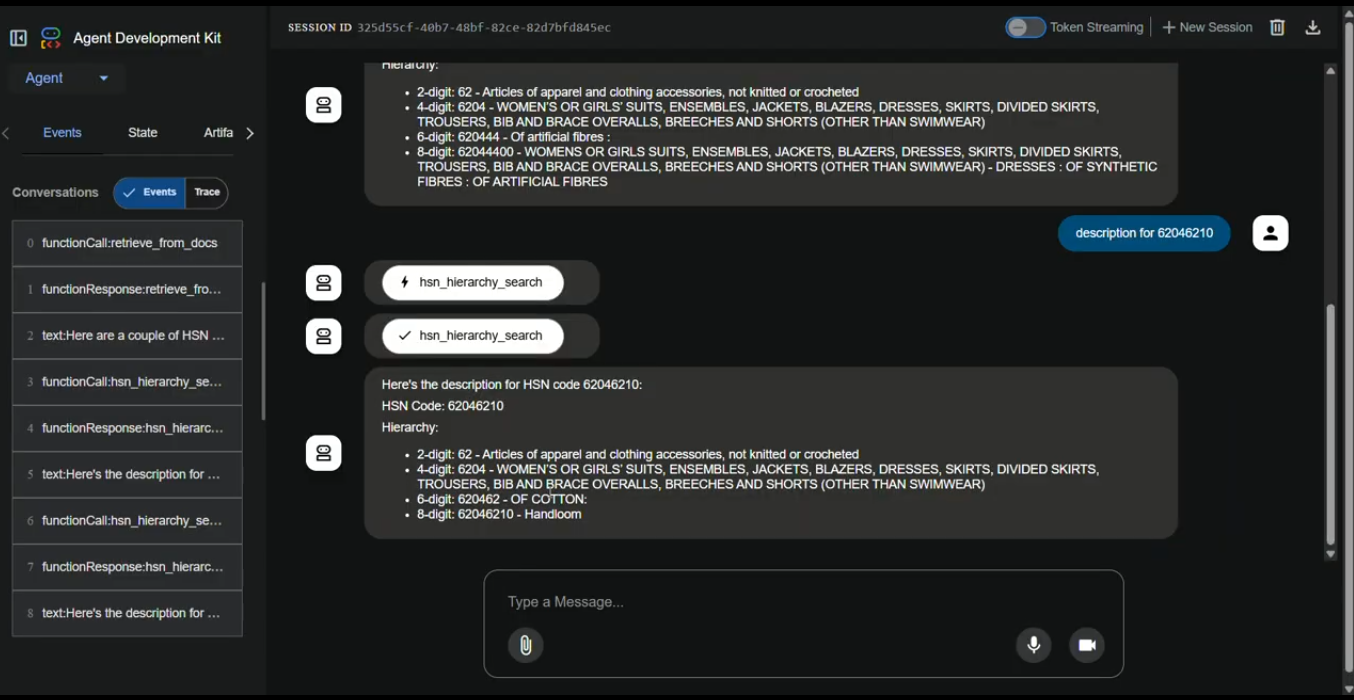 Agent Development Kit
Agent
Events State Artifa
Conversations Events Trace
0 functionCall:retrieve_from_docs
1 functionResponse:retrieve_fro...
2 text:Here are a couple of HSN ...
3 functionCall:hsn_hierarchy_se...
4 functionResponse:hsn_hierarc...
5 text:Here's the description for ...
6 functionCall:hsn_hierarchy_se...
7 functionResponse:hsn_hierarc...
8 text:Here's the description for ...
SESSION ID 325d55cf-40b7-48bf-82ce-82d7bfd845ec
Token Streaming
New Session
Hierarchy:
• 2-digit: 62 - Articles of apparel and clothing accessories, not knitted or crocheted
• 4-digit: 6204 - WOMEN'S OR GIRLS' SUITS, ENSEMBLES, JACKETS, BLAZERS, DRESSES, SKIRTS, DIVIDED SKIRTS,
TROUSERS, BIB AND BRACE OVERALLS, BREECHES AND SHORTS (OTHER THAN SWIMWEAR)
• 6-digit: 620444 - Of artificial fibres :
• 8-digit: 62044400 - WOMENS OR GIRLS SUITS, ENSEMBLES, JACKETS, BLAZERS, DRESSES, SKIRTS, DIVIDED SKIRTS,
TROUSERS, BIB AND BRACE OVERALLS, BREECHES AND SHORTS (OTHER THAN SWIMWEAR) - DRESSES : OF SYNTHETIC
FIBRES : OF ARTIFICIAL FIBRES
description for 62046210
hsn_hierarchy_search
hsn_hierarchy_search
Here's the description for HSN code 62046210:
HSN Code: 62046210
Hierarchy:
• 2-digit: 62 - Articles of apparel and clothing accessories, not knitted or crocheted
• 4-digit: 6204 - WOMEN'S OR GIRLS' SUITS, ENSEMBLES, JACKETS, BLAZERS, DRESSES, SKIRTS, DIVIDED SKIRTS,
TROUSERS, BIB AND BRACE OVERALLS, BREECHES AND SHORTS (OTHER THAN SWIMWEAR)
• 6-digit: 620462 - OF COTTON:
• 8-digit: 62046210 - Handloom
Type a Message...